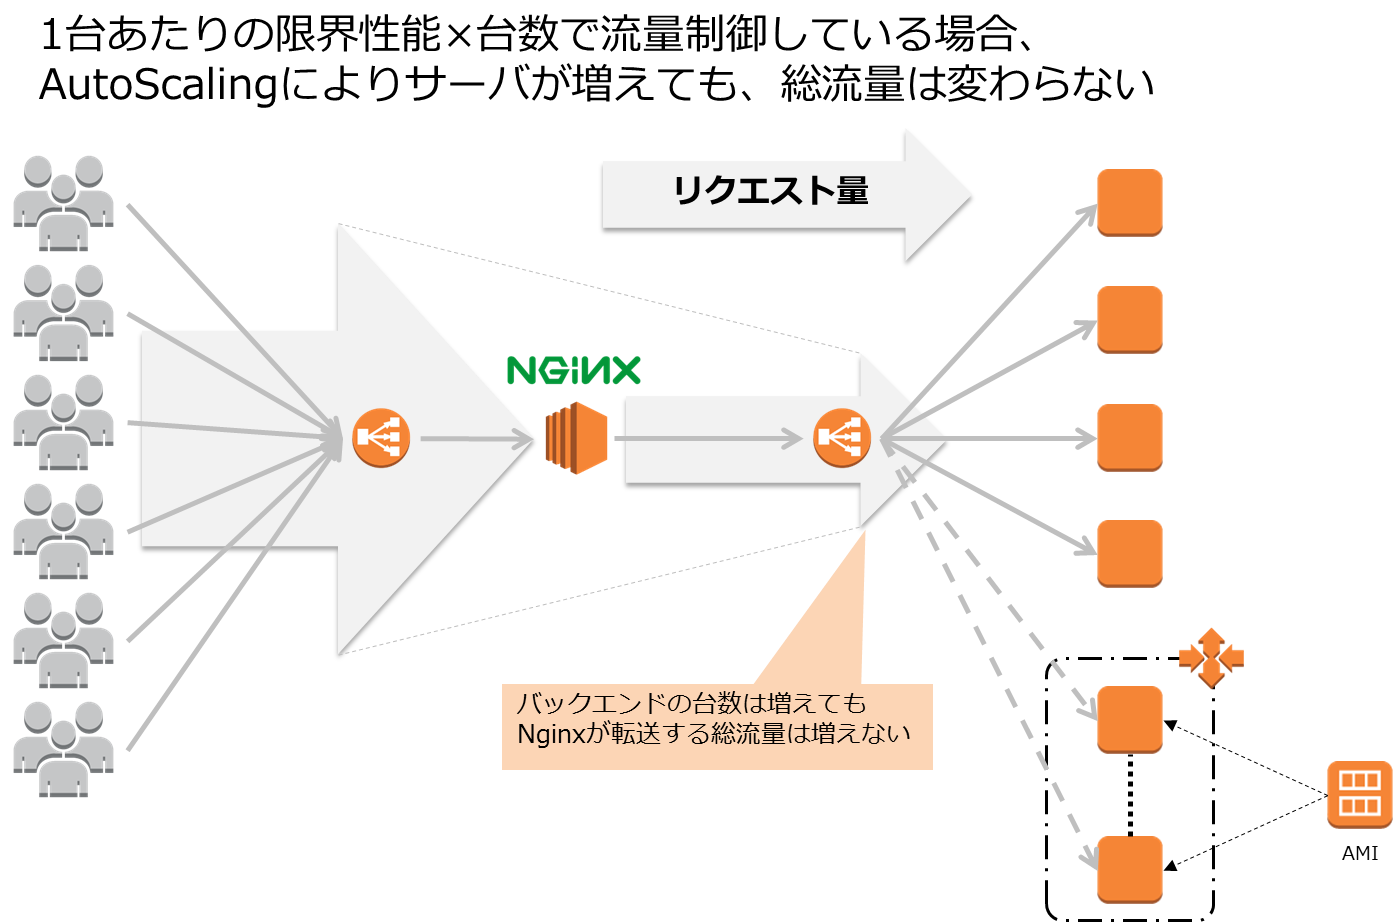 1台あたりの限界性能×台数で流量制御している場合、
AutoScalingによりサーバが増えても、総流量は変わらない
リクエスト量
NGiNX
バックエンドの台数は増えても
Nginxが転送する総流量は増えない
AMI